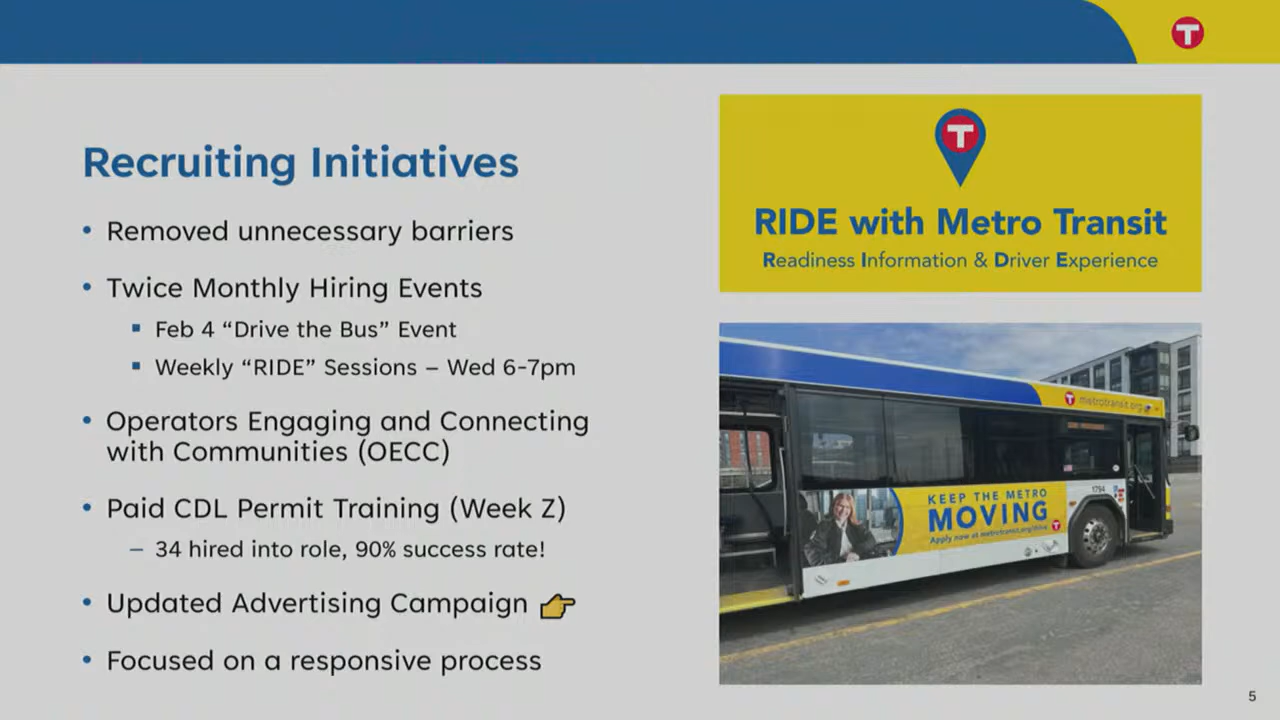 T
Recruiting Initiatives
• Removed unnecessary barriers
• Twice Monthly Hiring Events
▪ Feb 4 “Drive the Bus” Event
▪ Weekly “RIDE” Sessions – Wed 6-7pm
• Operators Engaging and Connecting
with Communities (OECC)
• Paid CDL Permit Training (Week Z)
– 34 hired into role, 90% success rate!
• Updated Advertising Campaign 👉
• Focused on a responsive process
T
RIDE with Metro Transit
Readiness Information & Driver Experience
T metrotransit.org
1794
KEEP THE METRO
MOVING
Apply now at metrotransit.org/drive
T
5